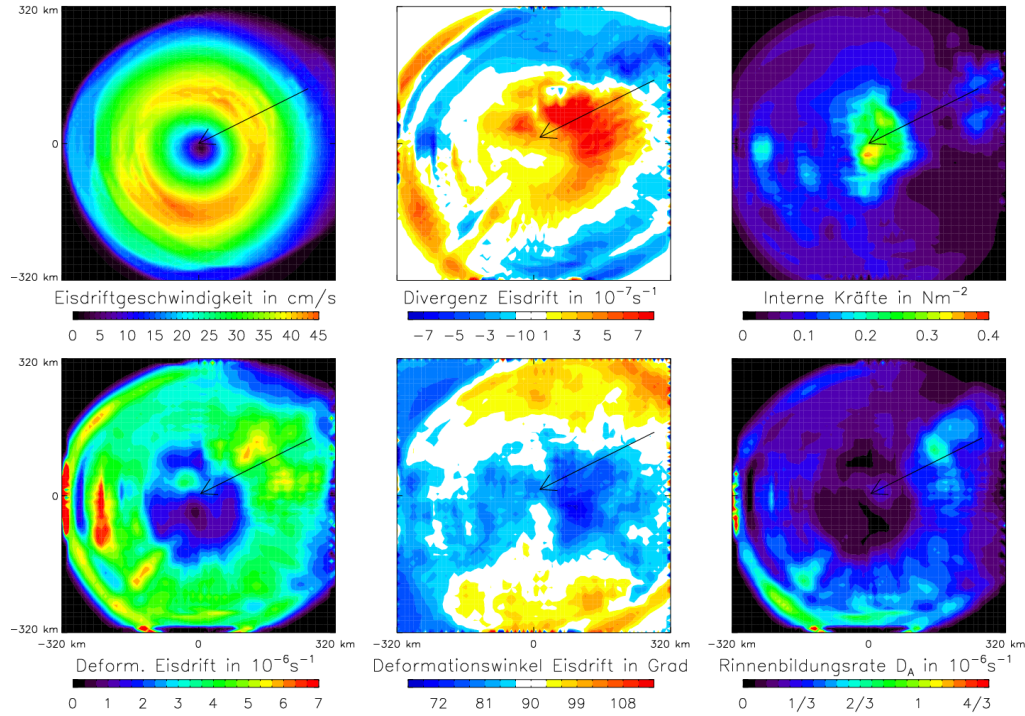 320
0
−320 km
Eisdriftgeschwindigkeit in cm/s
0 5 10 15 20 25 30 35 40 45
Divergenz Eisdrift in 10⁻⁷s⁻¹
−7 −5 −3 −10 1 3 5 7
Interne Kräfte in Nm⁻²
0 0.1 0.2 0.3 0.4
320
0
−320
−320 km 0 320 km
Deform. Eisdrift in 10⁻⁶s⁻¹
0 1 2 3 4 5 6 7
−320 km 0 320 km
Deformationswinkel Eisdrift in Grad
72 81 90 99 108
−320 km 0 320 km
Rinnenbildungsrate D_A in 10⁻⁶s⁻¹
0 1/3 2/3 1 4/3